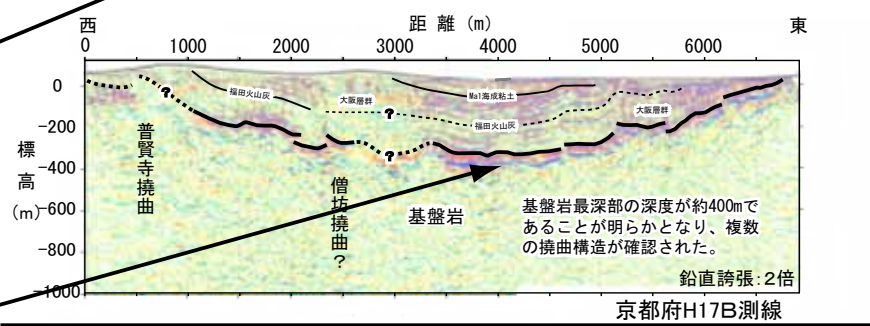 西
距 離 (m)
東
0 1000 2000 3000 4000 5000 6000
0
-200
-400
-600
-800
-1000
標高
(m)
普賢寺撓曲
僧坊撓曲?
福田火山灰
大阪層群
Ma1海成粘土
福田火山灰
大阪層群
?
?
?
基盤岩
基盤岩最深部の深度が約400mで
あることが明らかとなり、複数
の撓曲構造が確認された。
鉛直誇張:2倍
京都府H17B測線